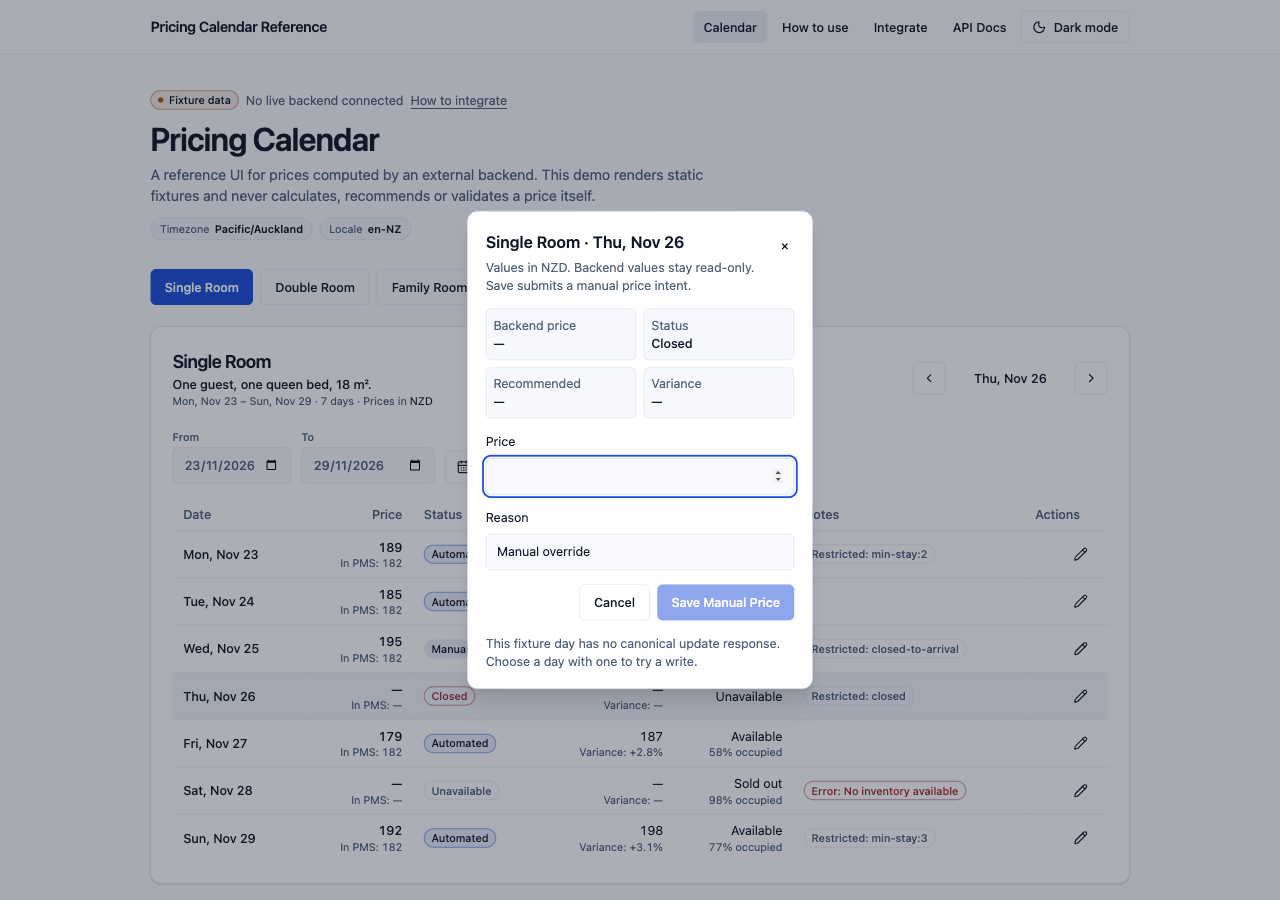 Pricing Calendar Reference
Calendar
How to use
Integrate
API Docs
Dark mode
Fixture data
No live backend connected
How to integrate
Pricing Calendar
A reference UI for prices computed by an external backend. This demo renders static
fixtures and never calculates, recommends or validates a price itself.
Timezone Pacific/Auckland
Locale en-NZ
Single Room
Double Room
Family Room
Single Room
One guest, one queen bed, 18 m².
Mon, Nov 23 – Sun, Nov 29 · 7 days · Prices in NZD
Thu, Nov 26
From
To
23/11/2026
29/11/2026
Date
Price
Status
Actions
Mon, Nov 23
189
In PMS: 182
Restricted: min-stay:2
Tue, Nov 24
185
In PMS: 182
Wed, Nov 25
195
In PMS: 182
Restricted: closed-to-arrival
Thu, Nov 26
—
In PMS: —
Closed
—
Variance: —
Unavailable
Restricted: closed
Fri, Nov 27
179
In PMS: 182
Automated
187
Variance: +2.8%
Available
58% occupied
Sat, Nov 28
—
In PMS: —
Unavailable
—
Variance: —
Sold out
98% occupied
Error: No inventory available
Sun, Nov 29
192
In PMS: 182
Automated
198
Variance: +3.1%
Available
77% occupied
Restricted: min-stay:3
Single Room · Thu, Nov 26
×
Values in NZD. Backend values stay read-only.
Save submits a manual price intent.
Backend price
—
Status
Closed
Recommended
—
Variance
—
Price
Reason
Manual override
Cancel
Save Manual Price
This fixture day has no canonical update response.
Choose a day with one to try a write.